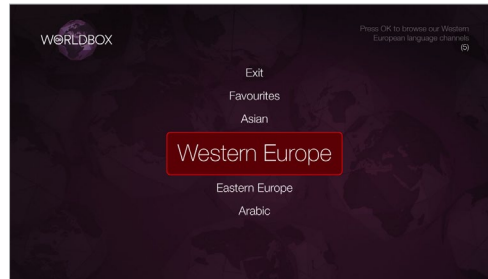 WORLDBOX
Press OK to browse our Western
European language channels
(5)
Exit
Favourites
Asian
Western Europe
Eastern Europe
Arabic